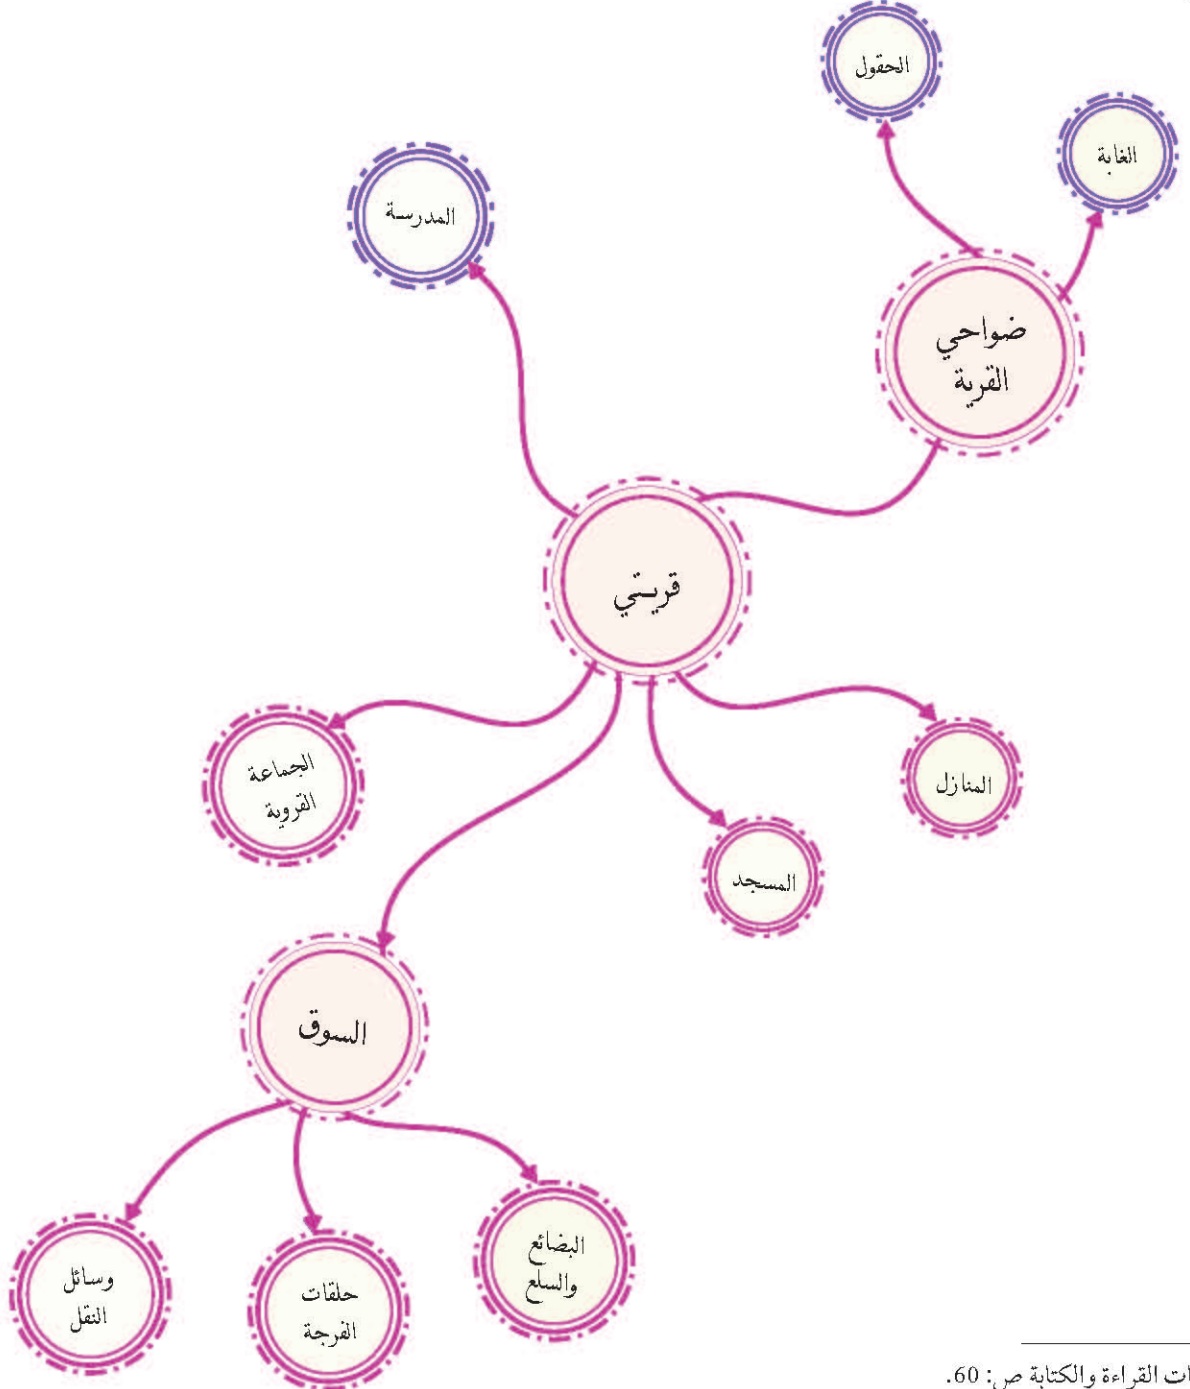 الحقول
الغابة
المدرسة
ضواحي
القرية
قريتي
الجماعة
القروية
المنازل
المسجد
السوق
البضائع
والسلع
حلقات
الفرجة
وسائل
النقل
القراءة والكتابة ص: 60.